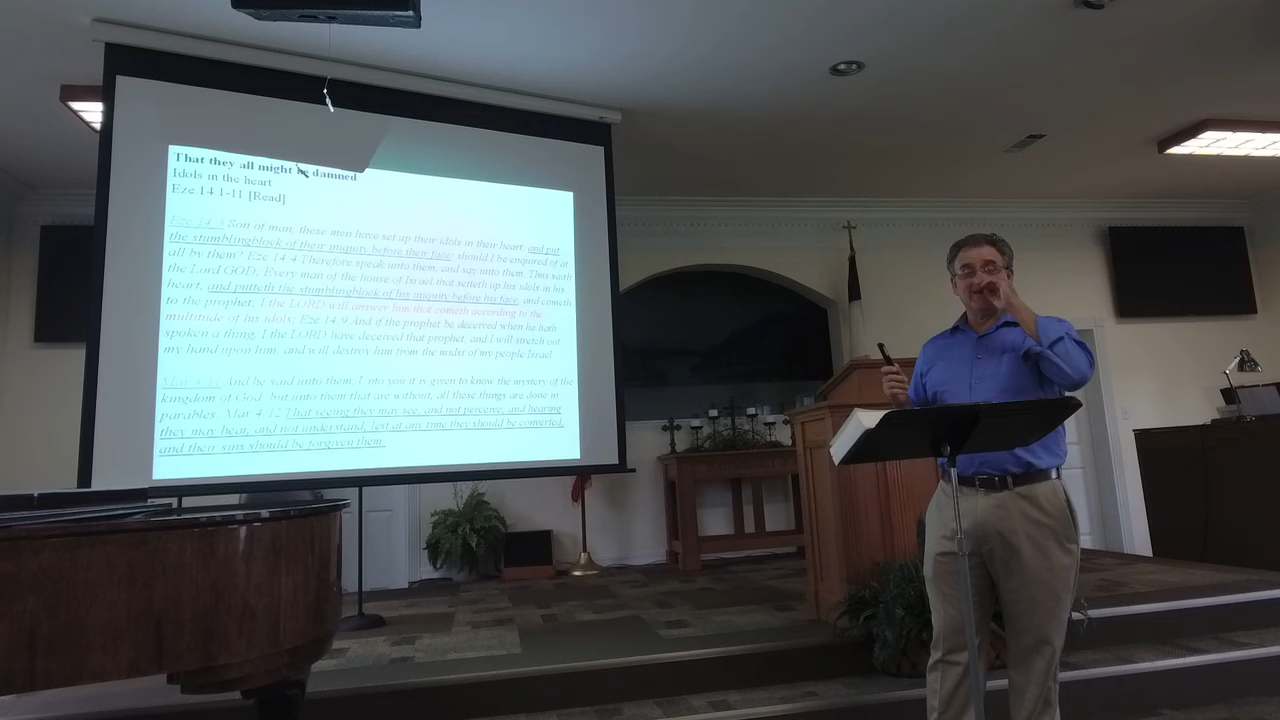 That they all might be damned
Idols in the heart
Eze 14 1-11 [Read]
Eze 14:3 Son of man, these men have set up their idols in their heart, and put
the stumblingblock of their iniquity before their face: should I be enquired of at
all by them? Eze 14:4 Therefore speak unto them, and say unto them, Thus saith
the Lord GOD; Every man of the house of Israel that setteth up his idols in his
heart, and putteth the stumblingblock of his iniquity before his face, and cometh
to the prophet; I the LORD will answer him that cometh according to the
multitude of his idols; Eze 14:9 And if the prophet be deceived when he hath
spoken a thing, I the LORD have deceived that prophet, and I will stretch out
my hand upon him, and will destroy him from the midst of my people Israel.
Mar 4:11 And he said unto them, Unto you it is given to know the mystery of the
kingdom of God: but unto them that are without, all these things are done in
parables: Mar 4:12 That seeing they may see, and not perceive; and hearing
they may hear, and not understand; lest at any time they should be converted,
and their sins should be forgiven them.